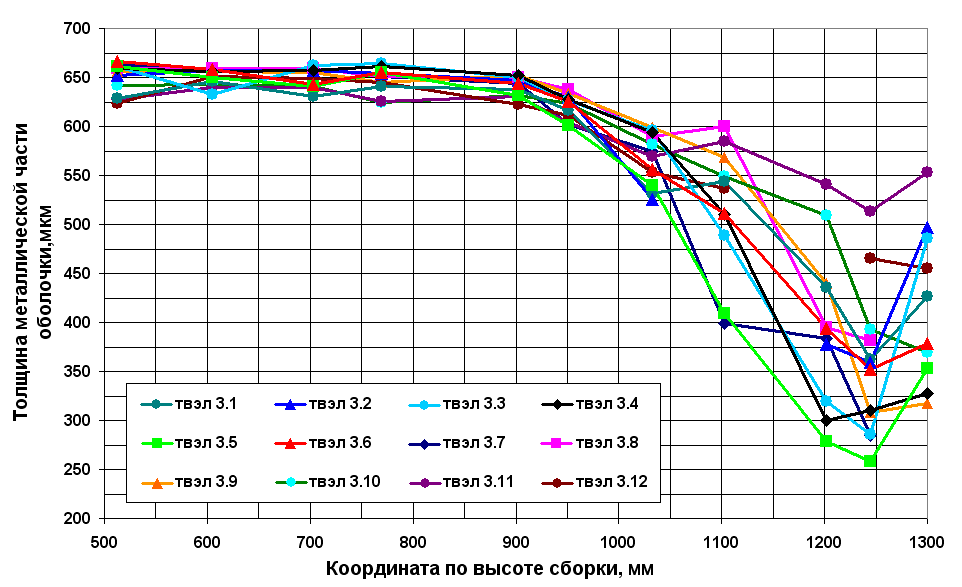 Толщина металлической части
оболочки,мкм
700
650
600
550
500
450
400
350
300
250
200
твэл 3.1 твэл 3.2 твэл 3.3 твэл 3.4
твэл 3.5 твэл 3.6 твэл 3.7 твэл 3.8
твэл 3.9 твэл 3.10 твэл 3.11 твэл 3.12
500 600 700 800 900 1000 1100 1200 1300
Координата по высоте сборки, мм